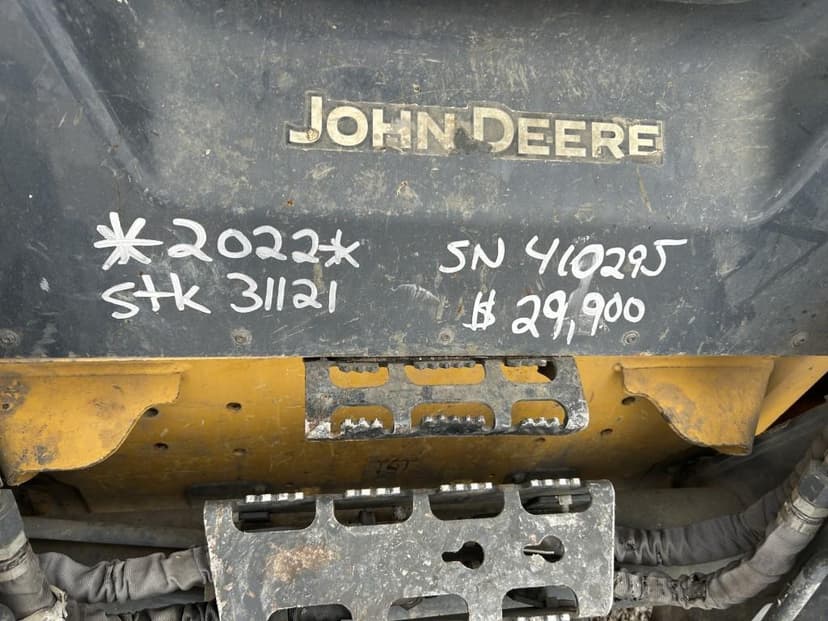 JOHN DEERE
*2022*
SN 410295
Stk 31121
$ 29,900